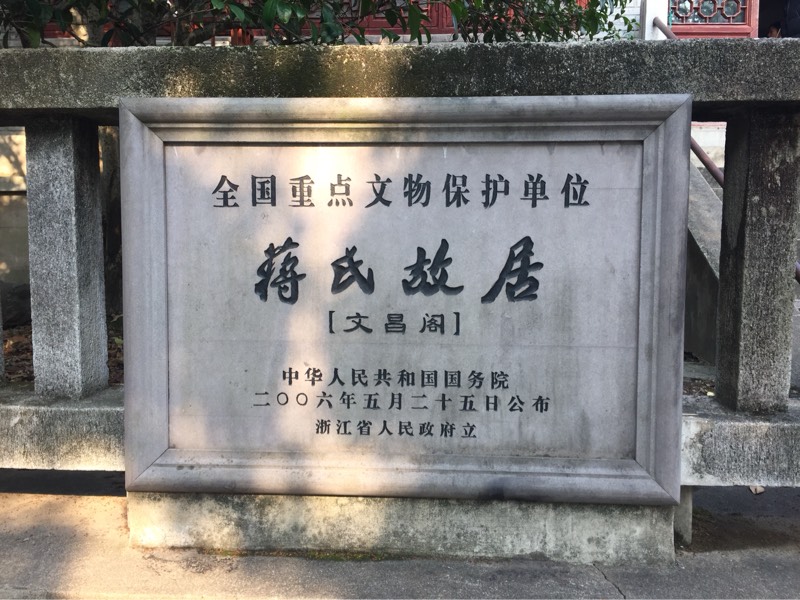 全国重点文物保护单位
蒋氏故居
[文昌阁]
中华人民共和国国务院
二〇〇六年五月二十五日公布
浙江省人民政府立